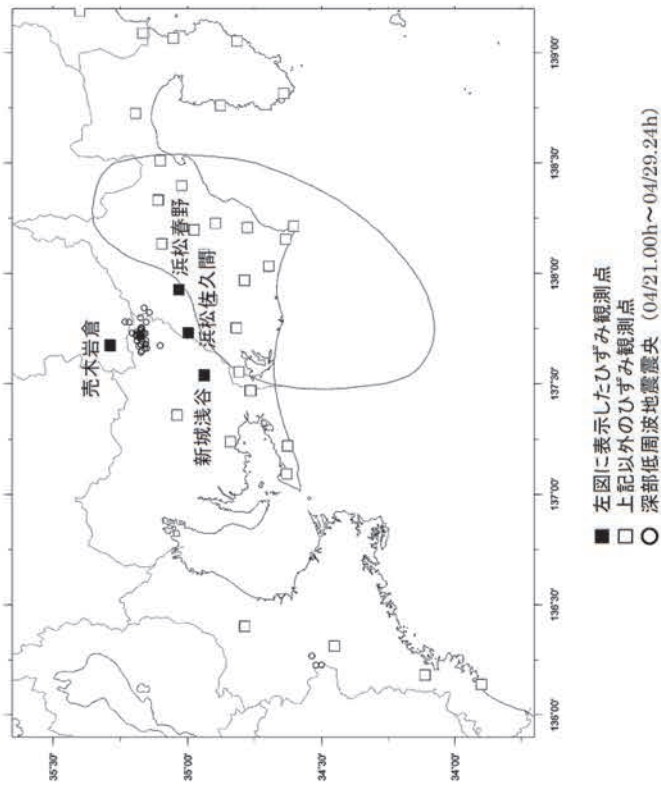 35°30'
35°00'
34°30'
34°00'
136°00'
136°30'
137°00'
137°30'
138°00'
138°30'
139°00'
売木岩倉
浜松春野
浜松佐久間
新城浅谷
■ 左図に表示したひずみ観測点
□ 上記以外のひずみ観測点
○ 深部低周波地震震央 (04/21.00h~04/29.24h)